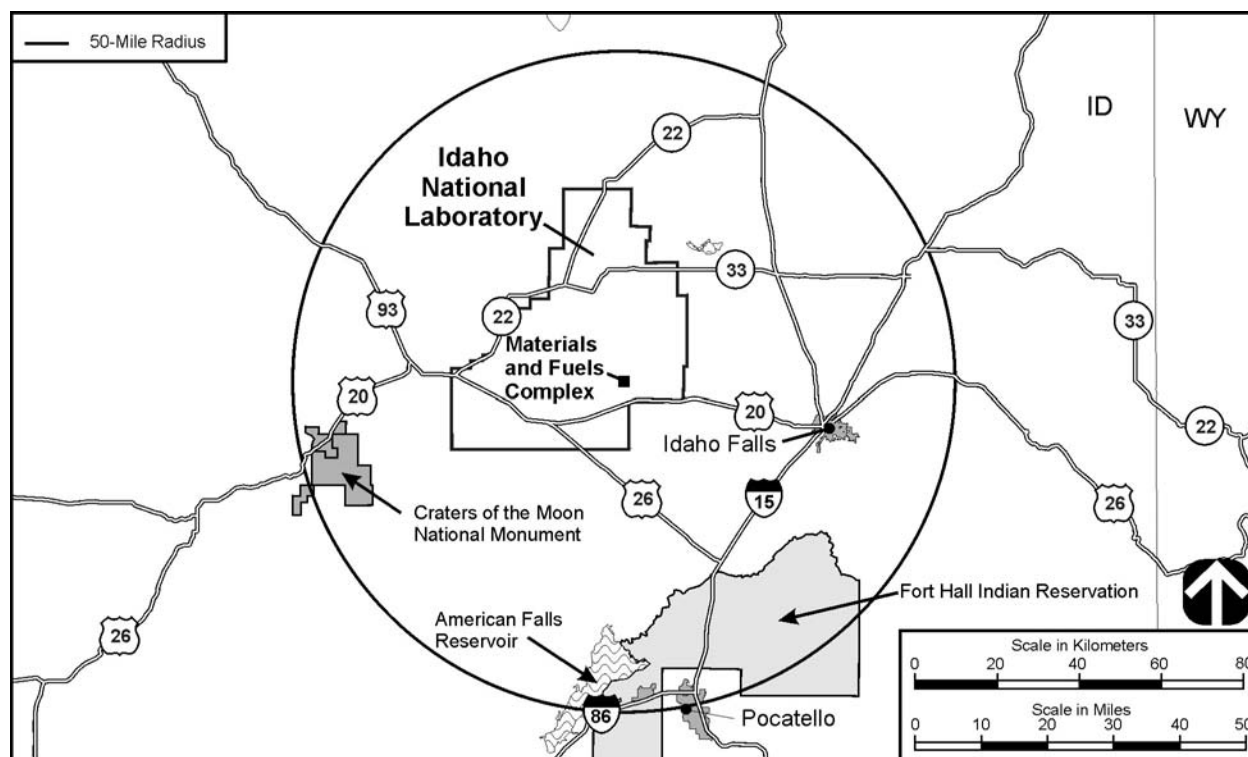 50-Mile Radius
ID
WY
22
Idaho
National
Laboratory
33
93
22
33
Materials
and Fuels
Complex
20
20
22
Idaho Falls
26
15
26
Craters of the Moon
National Monument
Fort Hall Indian Reservation
American Falls
Reservoir
26
86
Pocatello
Scale in Kilometers
0 20 40 60 80
Scale in Miles
0 10 20 30 40 50